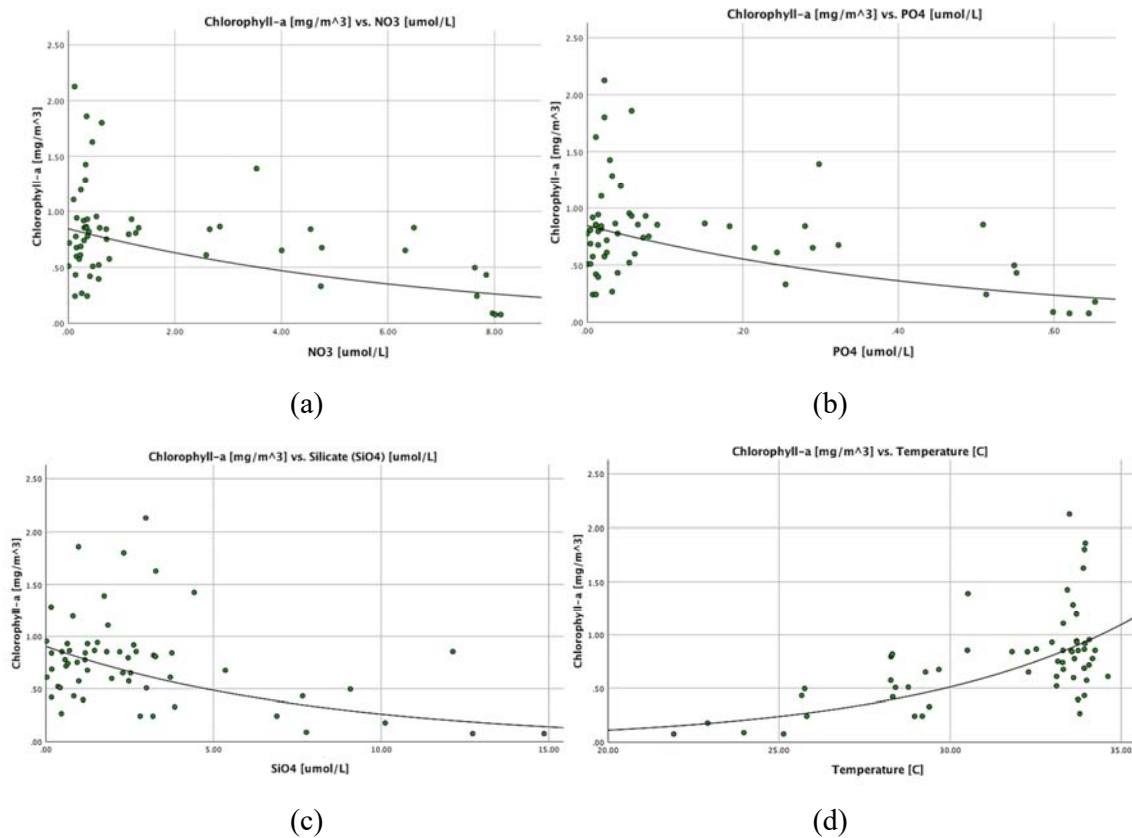 Chlorophyll-a [mg/m^3] vs. NO3 [umol/L]
Chlorophyll-a [mg/m^3]
2.50
2.00
1.50
1.00
.50
.00
.00 2.00 4.00 6.00 8.00
NO3 [umol/L]
(a)
Chlorophyll-a [mg/m^3] vs. PO4 [umol/L]
Chlorophyll-a [mg/m^3]
2.50
2.00
1.50
1.00
.50
.00
.00 .20 .40 .60
PO4 [umol/L]
(b)
Chlorophyll-a [mg/m^3] vs. Silicate (SiO4) [umol/L]
Chlorophyll-a [mg/m^3]
2.50
2.00
1.50
1.00
.50
.00
.00 5.00 10.00 15.00
SiO4 [umol/L]
(c)
Chlorophyll-a [mg/m^3] vs. Temperature [C]
Chlorophyll-a [mg/m^3]
2.50
2.00
1.50
1.00
.50
.00
20.00 25.00 30.00 35.00
Temperature [C]
(d)